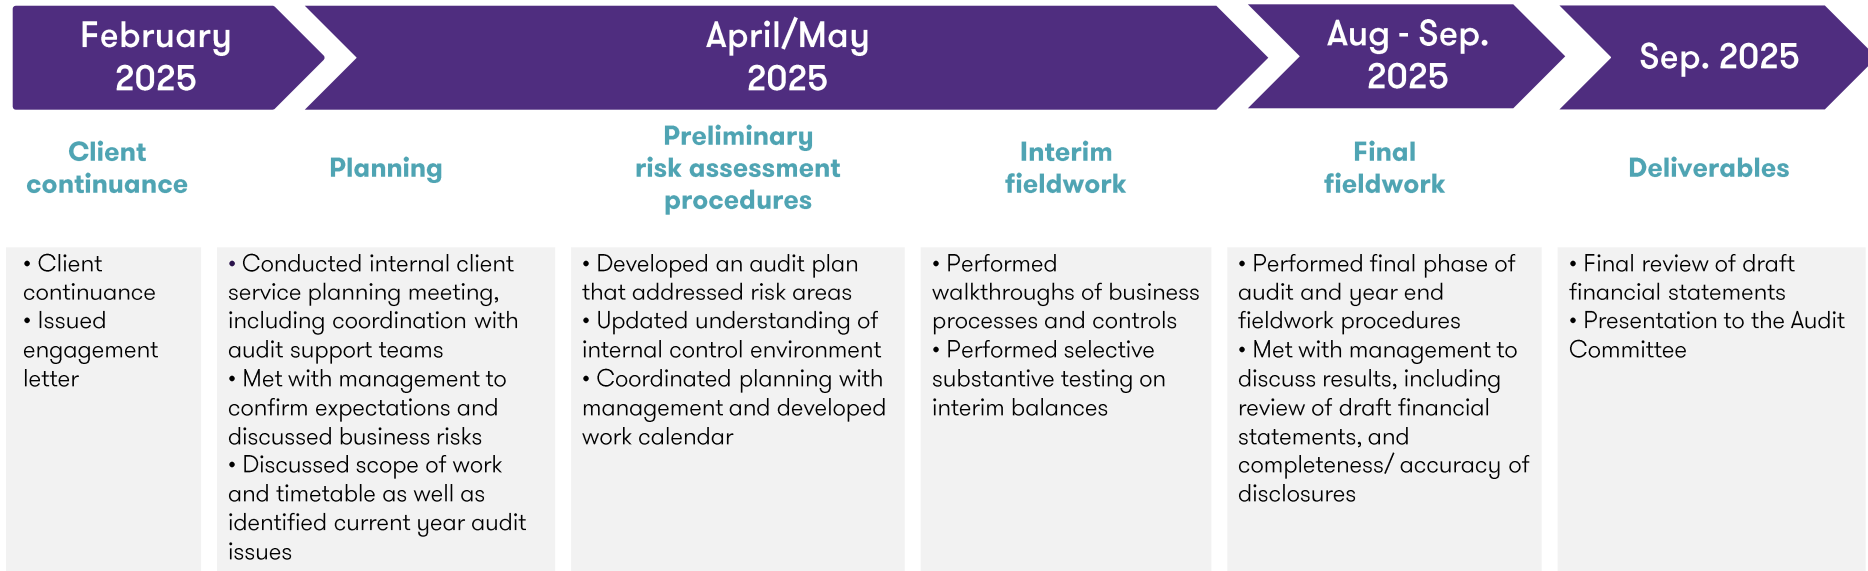 February
2025
April/May
2025
Aug - Sep.
2025
Sep. 2025
Client
continuance
Planning
Preliminary
risk assessment
procedures
Interim
fieldwork
Final
fieldwork
Deliverables
• Client
continuance
• Issued
engagement
letter
• Conducted internal client
service planning meeting,
including coordination with
audit support teams
• Met with management to
confirm expectations and
discussed business risks
• Discussed scope of work
and timetable as well as
identified current year audit
issues
• Developed an audit plan
that addressed risk areas
• Updated understanding of
internal control environment
• Coordinated planning with
management and developed
work calendar
• Performed
walkthroughs of business
processes and controls
• Performed selective
substantive testing on
interim balances
• Performed final phase of
audit and year end
fieldwork procedures
• Met with management to
discuss results, including
review of draft financial
statements, and
completeness/ accuracy of
disclosures
• Final review of draft
financial statements
• Presentation to the Audit
Committee